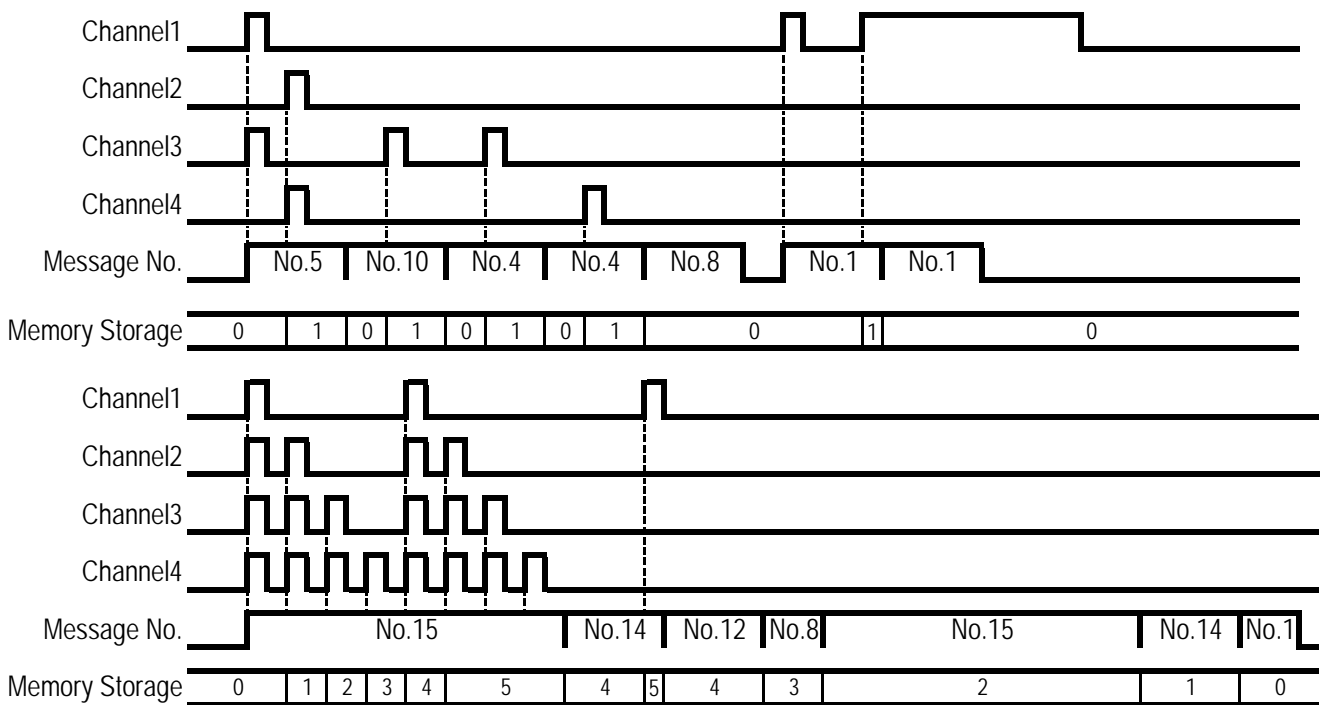 Channel1
Channel2
Channel3
Channel4
Message No. No.5 No.10 No.4 No.4 No.8 No.1 No.1
Memory Storage 0 1 0 1 0 1 0 1 0 1 0
Channel1
Channel2
Channel3
Channel4
Message No. No.15 No.14 No.12 No.8 No.15 No.14 No.1
Memory Storage 0 1 2 3 4 5 4 5 4 3 2 1 0